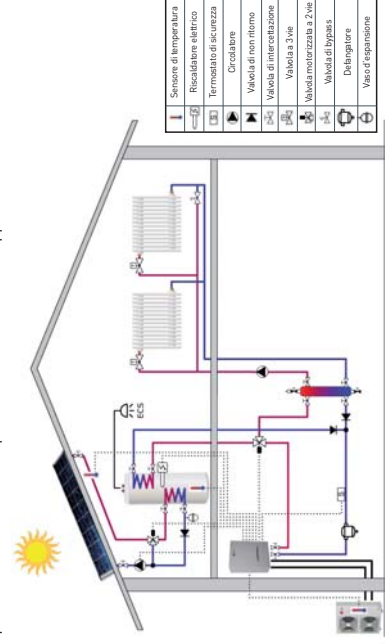 Sensore di temperatura
Riscaldatore elettrico
Termostato di sicurezza
Circolatore
Valvola di non ritorno
Valvola di intercettazione
Valvola a 3 vie
Valvola motorizzata a 2 vie
Valvola di bypass
Defangatore
Vaso d'espansione
ECS